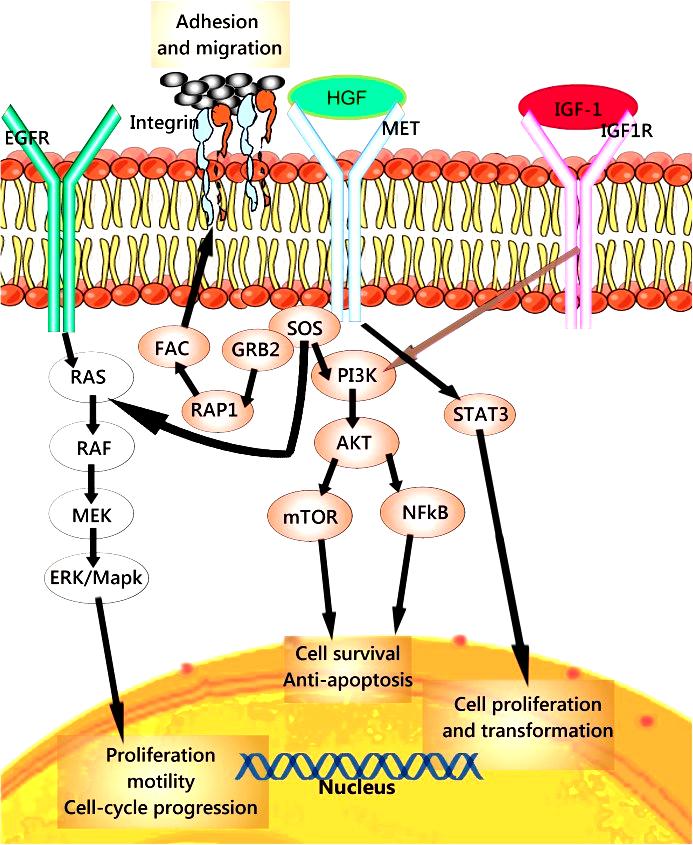 Adhesion
and migration
HGF
IGF-1
EGFR
Integrin
MET
IGF1R
SOS
FAC
GRB2
PI3K
RAS
RAP1
STAT3
RAF
AKT
MEK
mTOR
NFkB
ERK/Mapk
Cell survival
Anti-apoptosis
Cell proliferation
and transformation
Proliferation
motility
Cell-cycle progression
Nucleus